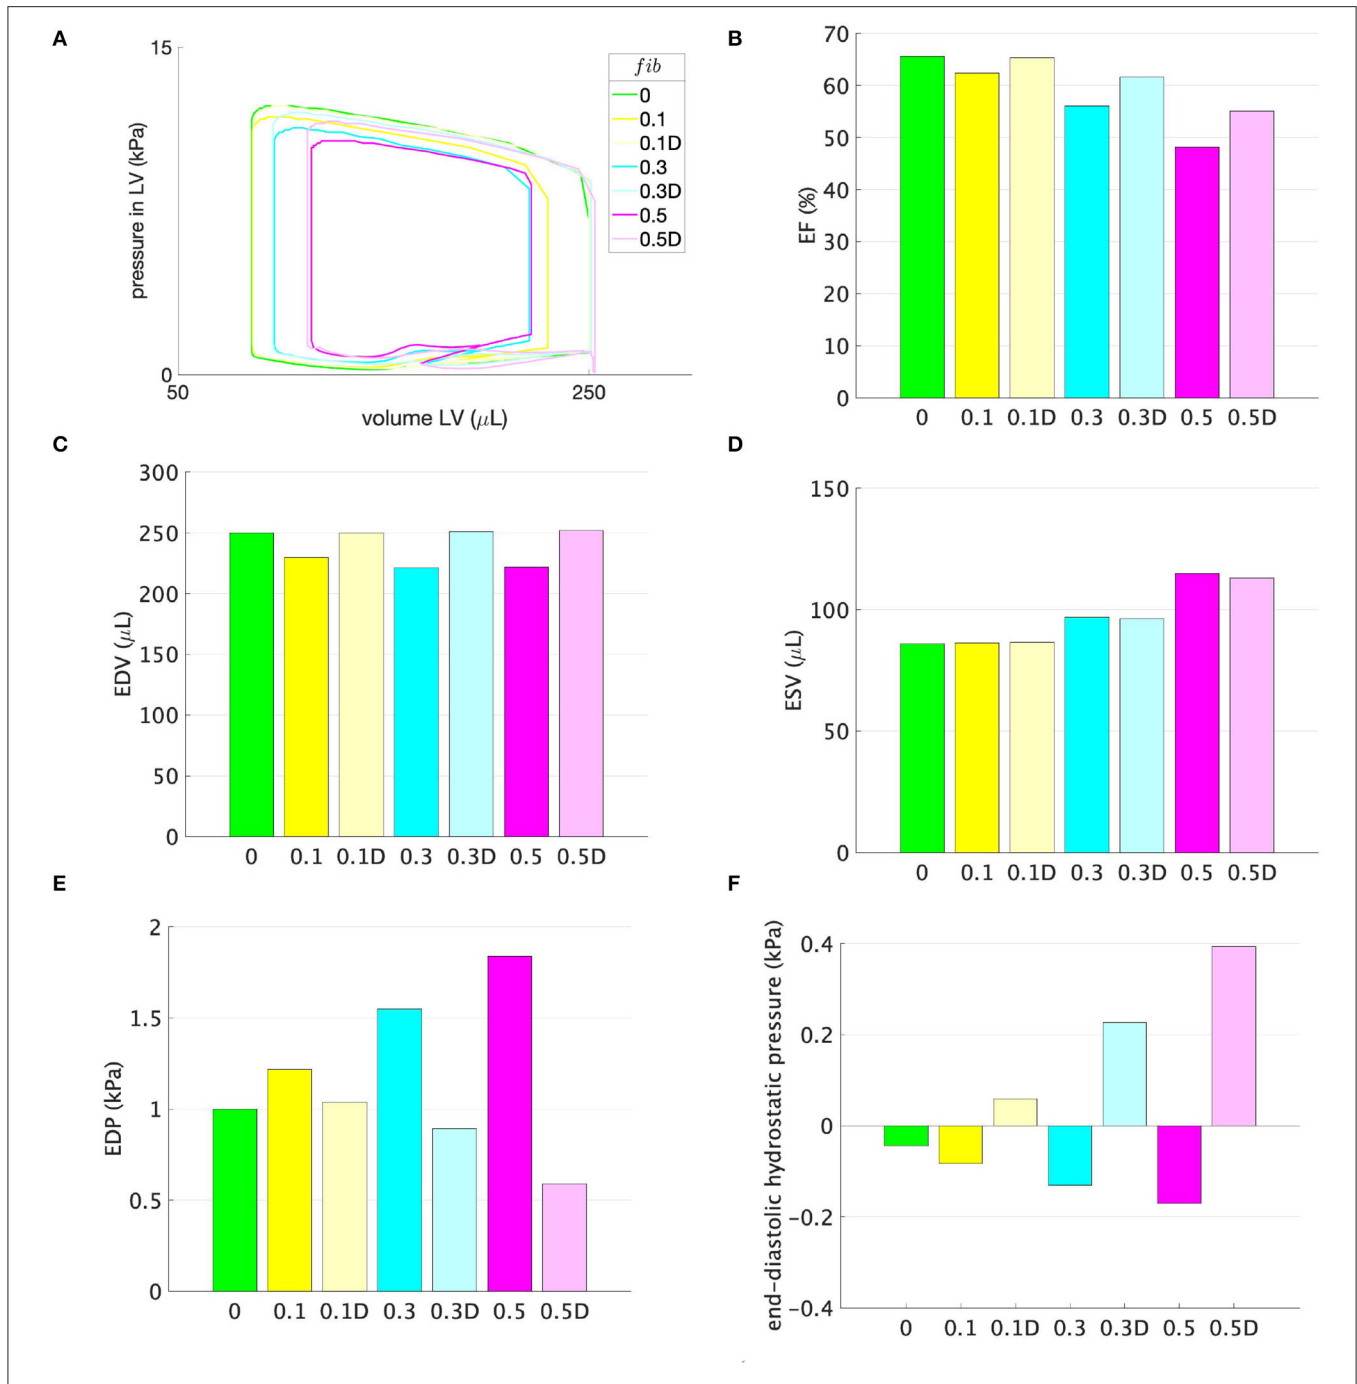 A
15
pressure in LV (kPa)
0
50
250
volume LV (μL)
fib
0
0.1
0.1D
0.3
0.3D
0.5
0.5D
B
70
60
50
40
30
20
10
0
EF (%)
0 0.1 0.1D 0.3 0.3D 0.5 0.5D
C
300
250
200
150
100
50
0
EDV (μL)
0 0.1 0.1D 0.3 0.3D 0.5 0.5D
D
150
100
50
0
ESV (μL)
0 0.1 0.1D 0.3 0.3D 0.5 0.5D
E
2
1.5
1
0.5
0
EDP (kPa)
0 0.1 0.1D 0.3 0.3D 0.5 0.5D
F
0.4
0.2
0
−0.2
−0.4
end−diastolic hydrostatic pressure (kPa)
0 0.1 0.1D 0.3 0.3D 0.5 0.5D